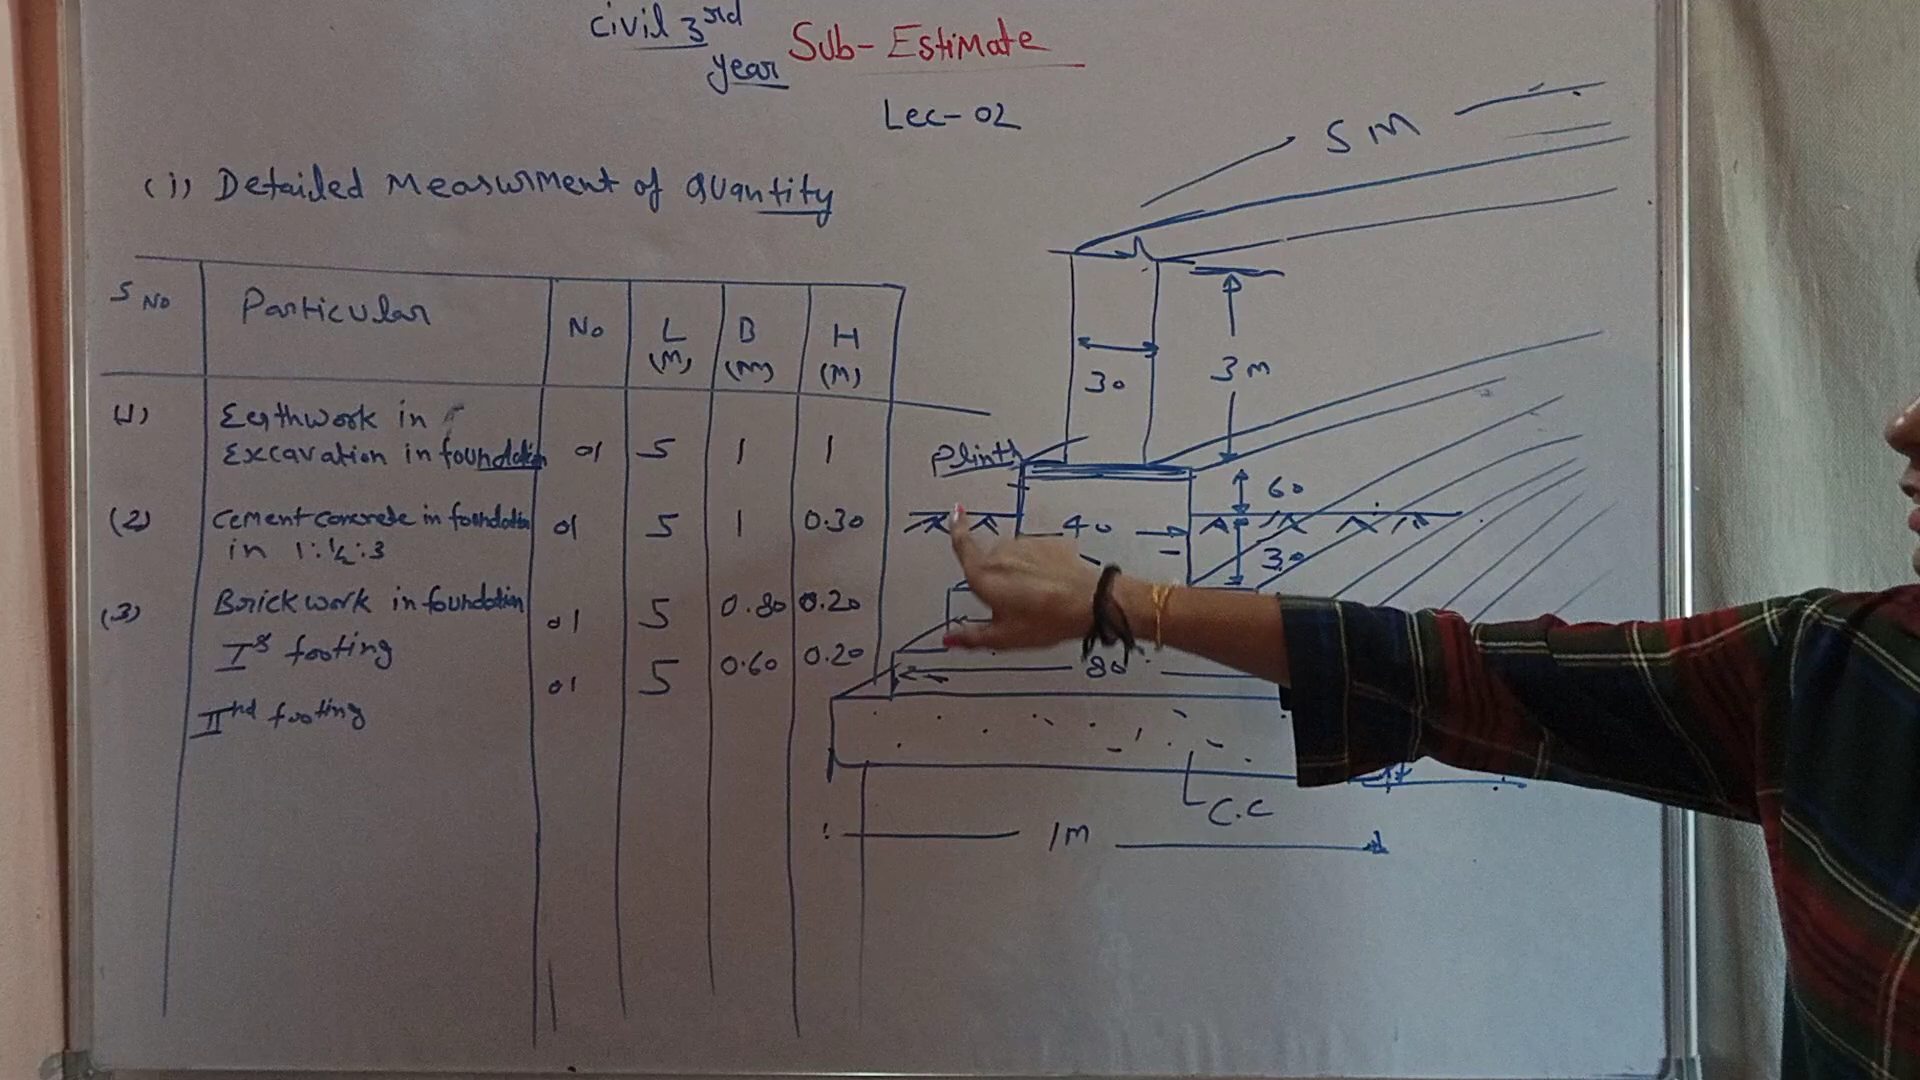 Civil 3rd
year
Sub-Estimate
Lec-02
(i) Detailed Measurment of Quantity
S No
Particular
No
L
(M)
B
(M)
H
(M)
(1)
Earthwork in
Excavation in foundation
01
5
1
1
(2)
Cement concrete in foundation
in 1:½:3
01
5
1
0.30
(3)
Brick work in foundation
Ist footing
01
5
0.80
0.20
IInd footing
01
5
0.60
0.20
5 M
30
3 m
Plinth
60
40
30
80
C.C
1M